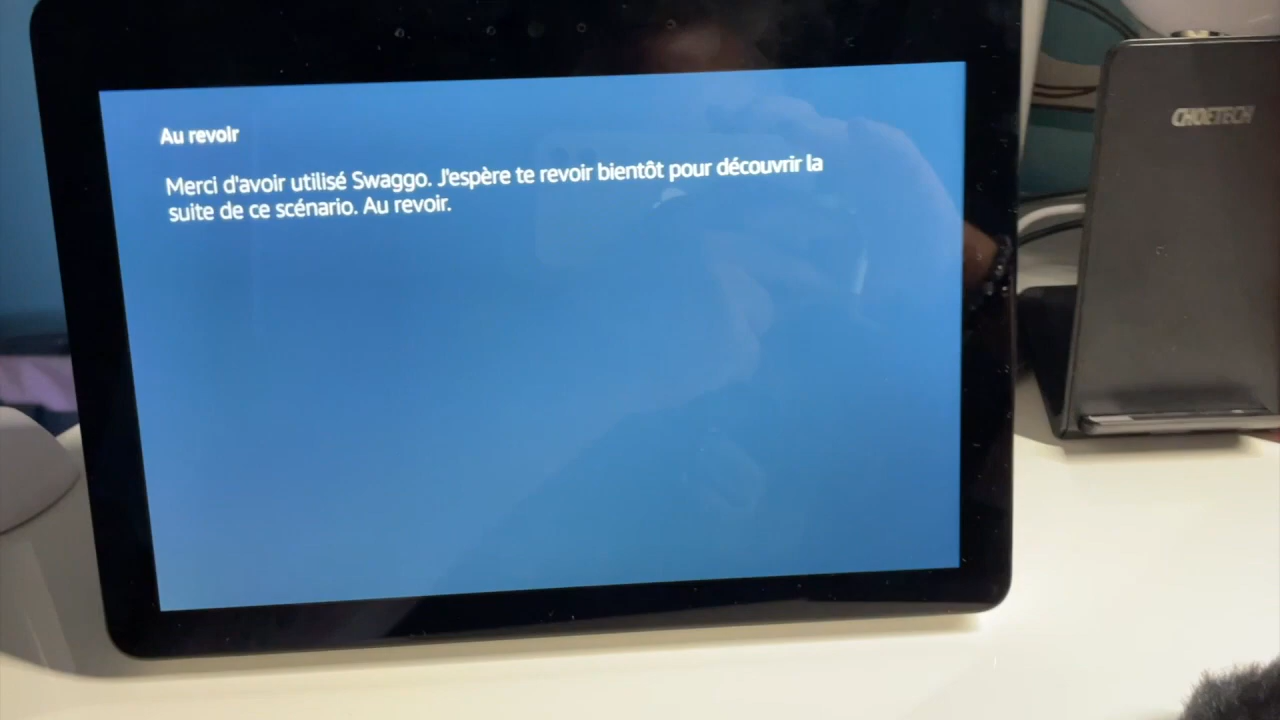 Au revoir
Merci d'avoir utilisé Swaggo. J'espère te revoir bientôt pour découvrir la
suite de ce scénario. Au revoir.
CHOETECH